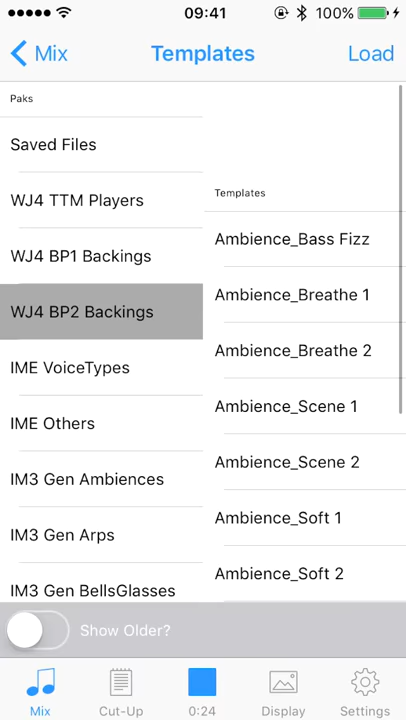 09:41
100%
Mix
Templates
Load
Paks
Saved Files
WJ4 TTM Players
WJ4 BP1 Backings
WJ4 BP2 Backings
IME VoiceTypes
IME Others
IM3 Gen Ambiences
IM3 Gen Arps
IM3 Gen BellsGlasses
Templates
Ambience_Bass Fizz
Ambience_Breathe 1
Ambience_Breathe 2
Ambience_Scene 1
Ambience_Scene 2
Ambience_Soft 1
Ambience_Soft 2
Show Older?
Mix
Cut-Up
0:24
Display
Settings